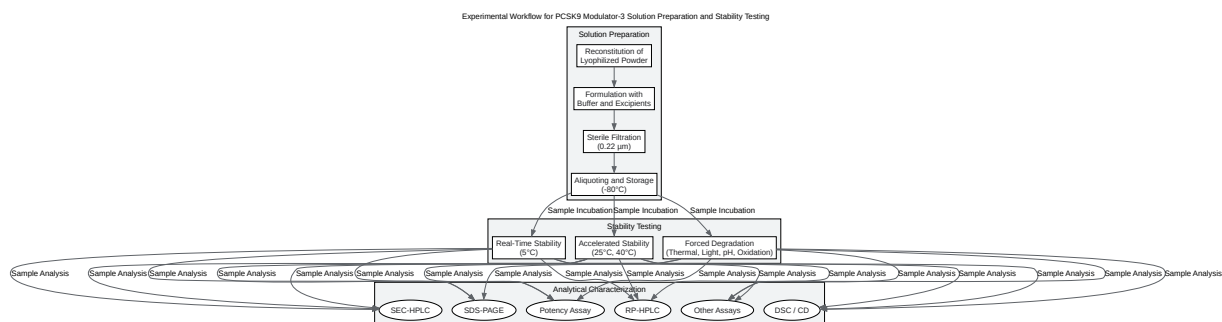 Experimental Workflow for PCSK9 Modulator-3 Solution Preparation and Stability Testing
Solution Preparation
Reconstitution of
Lyophilized Powder
Formulation with
Buffer and Excipients
Sterile Filtration
(0.22 µm)
Aliquoting and Storage
(-80°C)
Sample Incubation Sample Incubation Sample Incubation
Stability Testing
Real-Time Stability
(5°C)
Accelerated Stability
(25°C, 40°C)
Forced Degradation
(Thermal, Light, pH, Oxidation)
Sample Analysis Sample Analysis Sample Analysis Sample Analysis Sample Analysis Sample Analysis Sample Analysis Sample Analysis Sample Analysis Sample Analysis Sample Analysis Sample Analysis Sample Analysis Sample Analysis Sample Analysis Sample Analysis Sample Analysis Sample Analysis
Analytical Characterization
SEC-HPLC SDS-PAGE Potency Assay RP-HPLC Other Assays DSC / CD